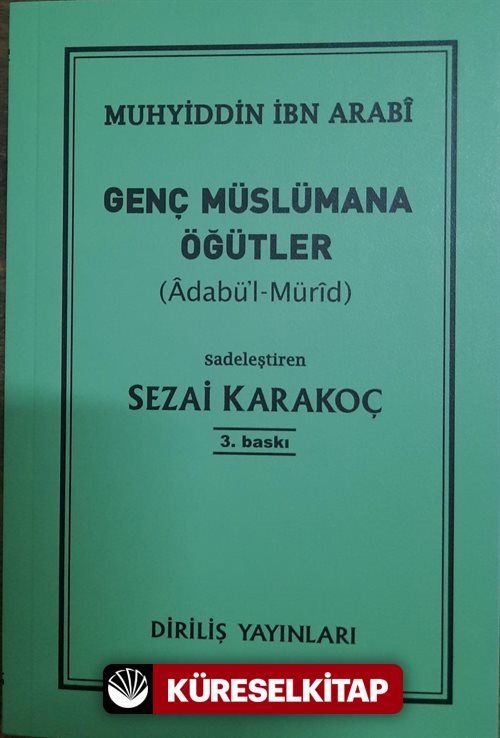 MUHYİDDİN İBN ARABÎ
GENÇ MÜSLÜMANA
ÖĞÜTLER
(Âdabü'l-Mürîd)
sadeleştiren
SEZAİ KARAKOÇ
3. baskı
DİRİLİŞ YAYINLARI
KÜRESELKİTAP